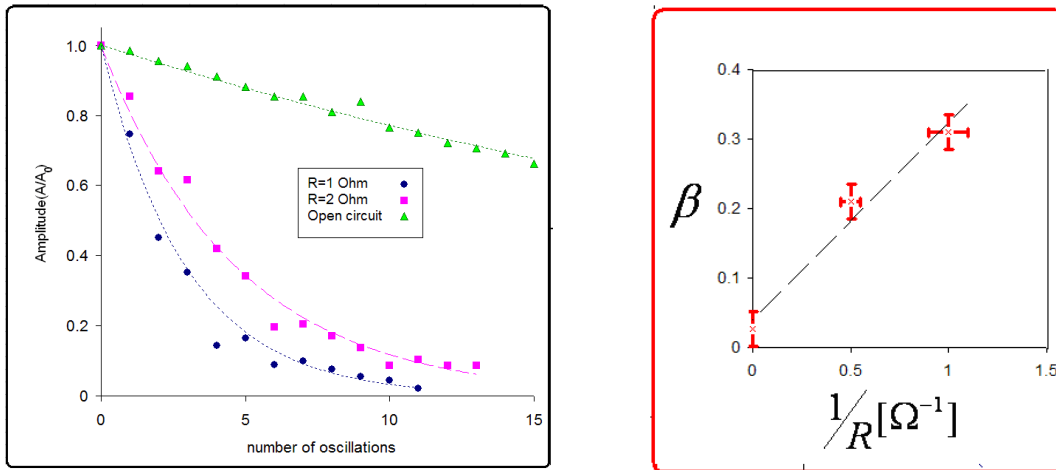 1.0
0.8
0.6
0.4
0.2
0
Amplitude(A/A0)
R=1 Ohm
R=2 Ohm
Open circuit
0 5 10 15
number of oscillations
0.4
0.3
0.2
0.1
0
β
0 0.5 1.0 1.5
1/R[Ω⁻¹]